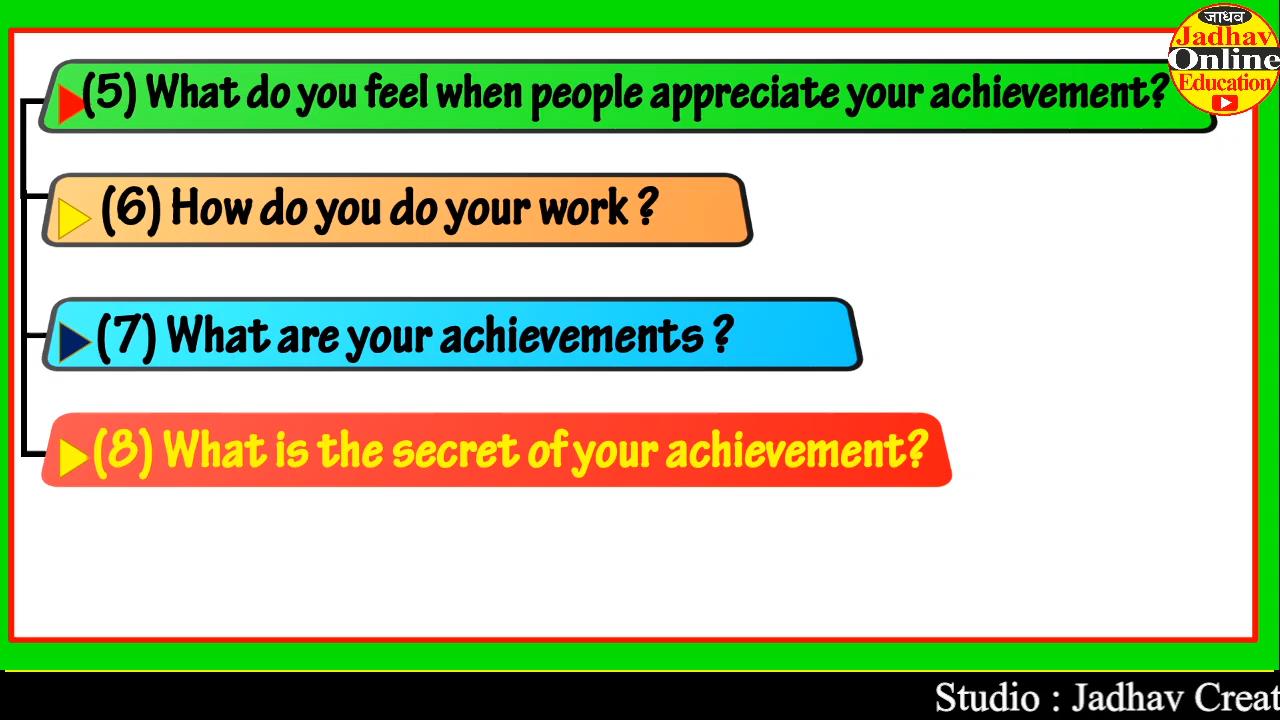 जाधव
Jadhav
Online
Education
(5) What do you feel when people appreciate your achievement?
(6) How do you do your work ?
(7) What are your achievements ?
(8) What is the secret of your achievement?
Studio : Jadhav Creat